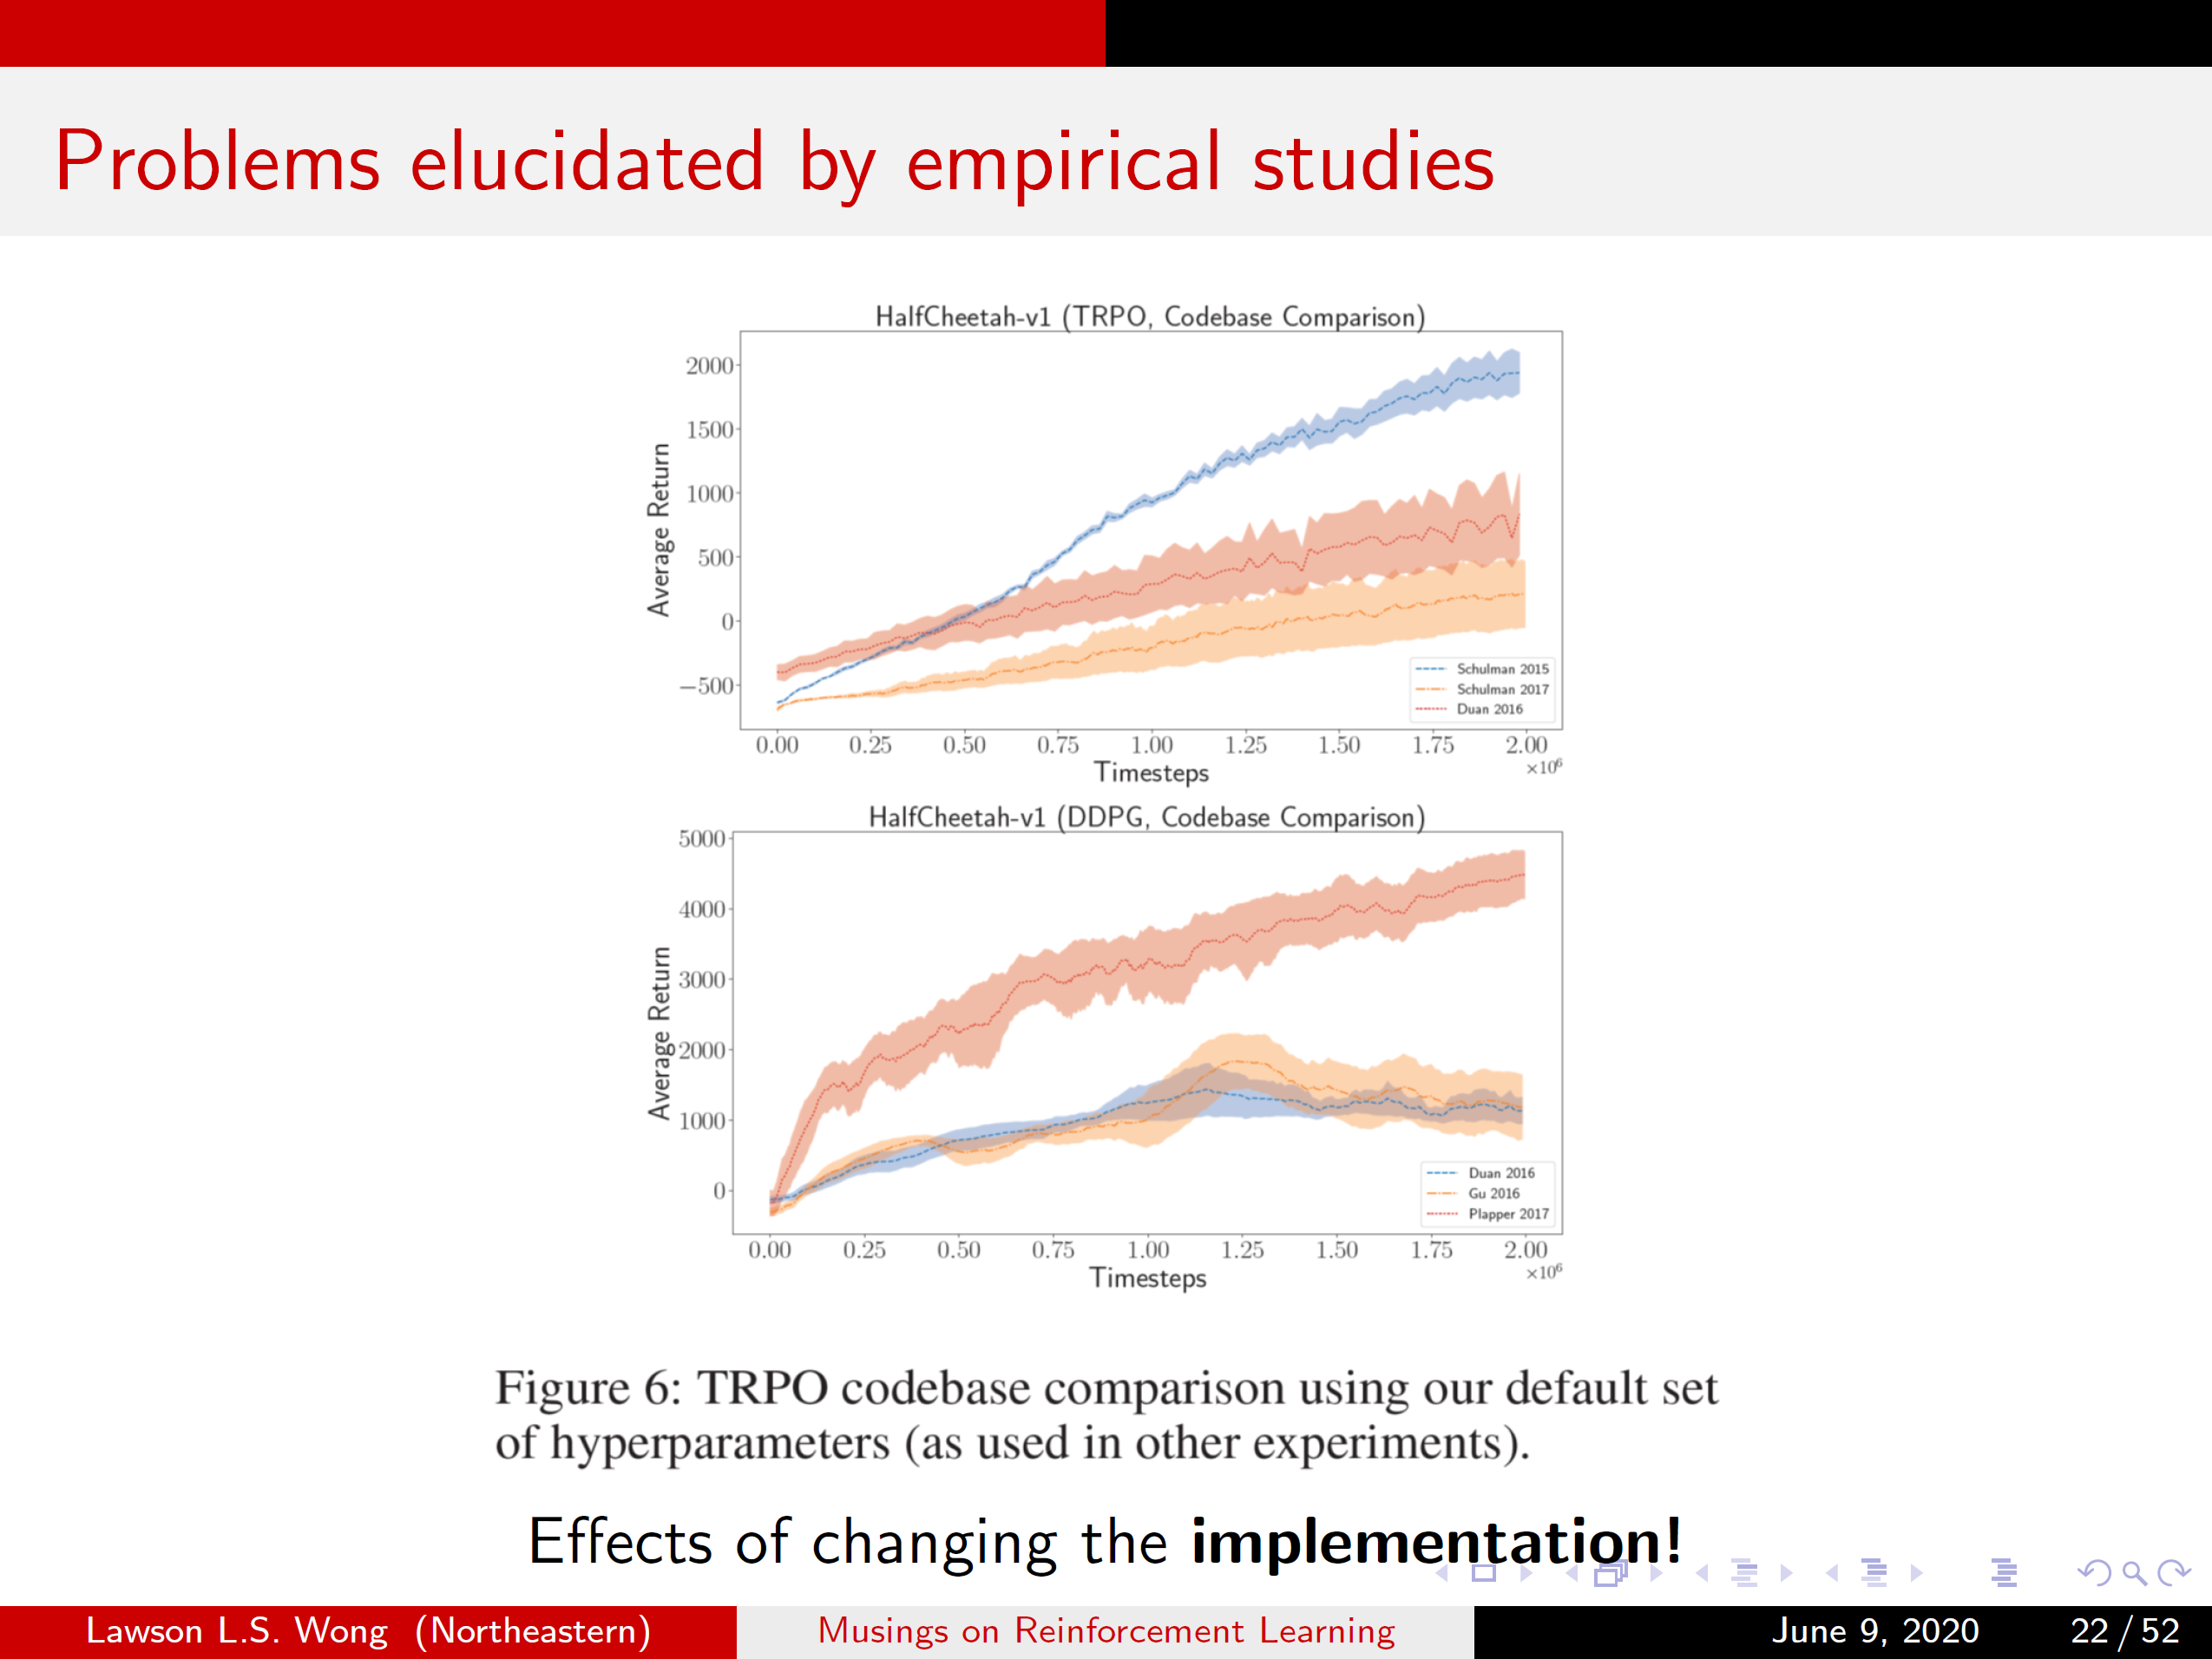 Problems elucidated by empirical studies
HalfCheetah-v1 (TRPO, Codebase Comparison)
2000
1500
1000
500
0
−500
Average Return
0.00 0.25 0.50 0.75 1.00 1.25 1.50 1.75 2.00
×10⁶
Timesteps
Schulman 2015
Schulman 2017
Duan 2016
HalfCheetah-v1 (DDPG, Codebase Comparison)
5000
4000
3000
2000
1000
0
Average Return
0.00 0.25 0.50 0.75 1.00 1.25 1.50 1.75 2.00
×10⁶
Timesteps
Duan 2016
Gu 2016
Plapper 2017
Figure 6: TRPO codebase comparison using our default set
of hyperparameters (as used in other experiments).
Effects of changing the implementation!
Lawson L.S. Wong (Northeastern) Musings on Reinforcement Learning June 9, 2020 22 / 52